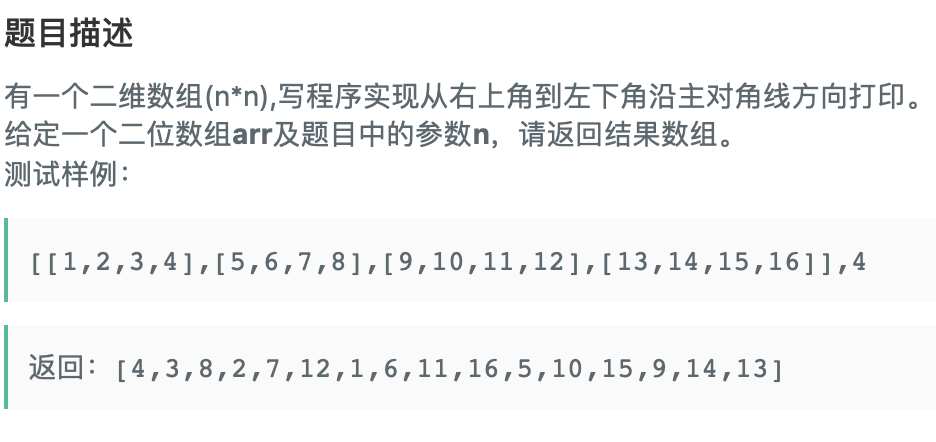 题目描述
有一个二维数组(n*n),写程序实现从右上角到左下角沿主对角线方向打印。
给定一个二位数组arr及题目中的参数n，请返回结果数组。
测试样例：
[[1,2,3,4],[5,6,7,8],[9,10,11,12],[13,14,15,16]],4
返回：[4,3,8,2,7,12,1,6,11,16,5,10,15,9,14,13]